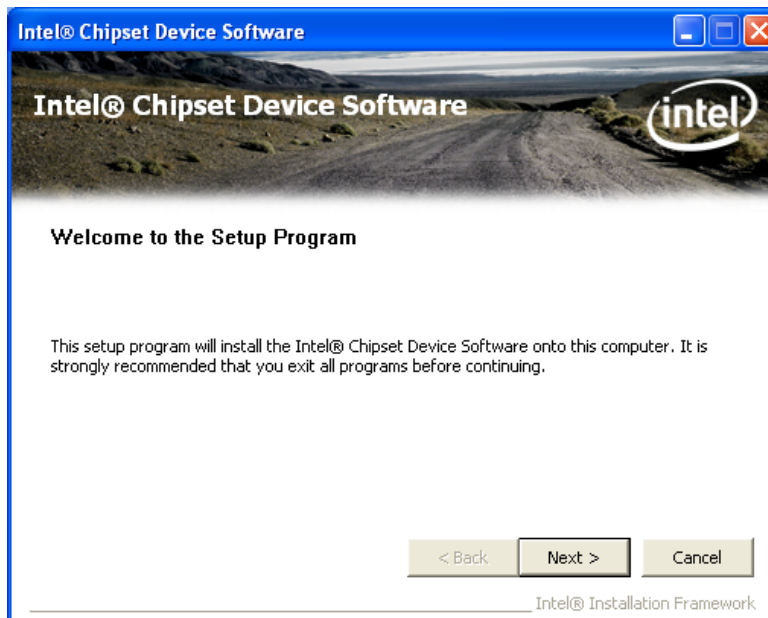 Intel® Chipset Device Software
Intel® Chipset Device Software
intel
Welcome to the Setup Program
This setup program will install the Intel® Chipset Device Software onto this computer. It is
strongly recommended that you exit all programs before continuing.
< Back
Next >
Cancel
Intel® Installation Framework